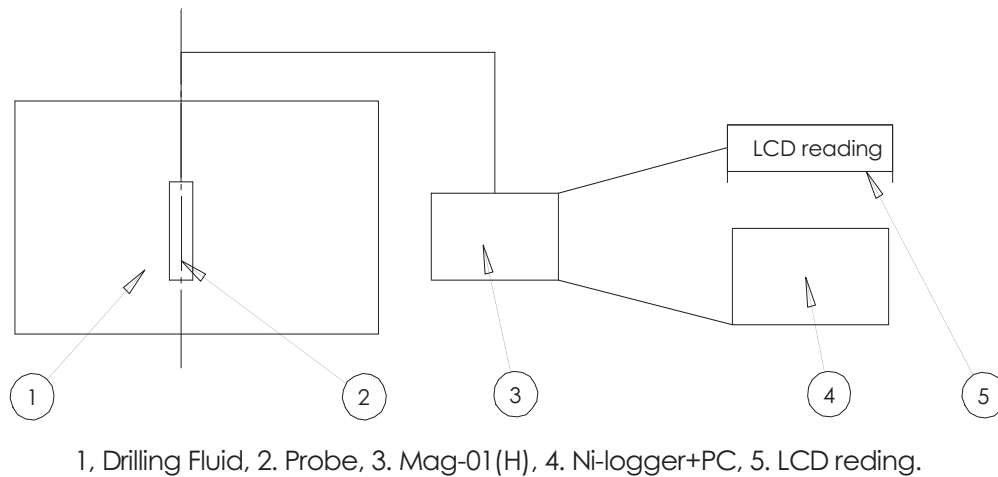 LCD reading
1
2
3
4
5
1, Drilling Fluid, 2. Probe, 3. Mag-01(H), 4. Ni-logger+PC, 5. LCD reding.